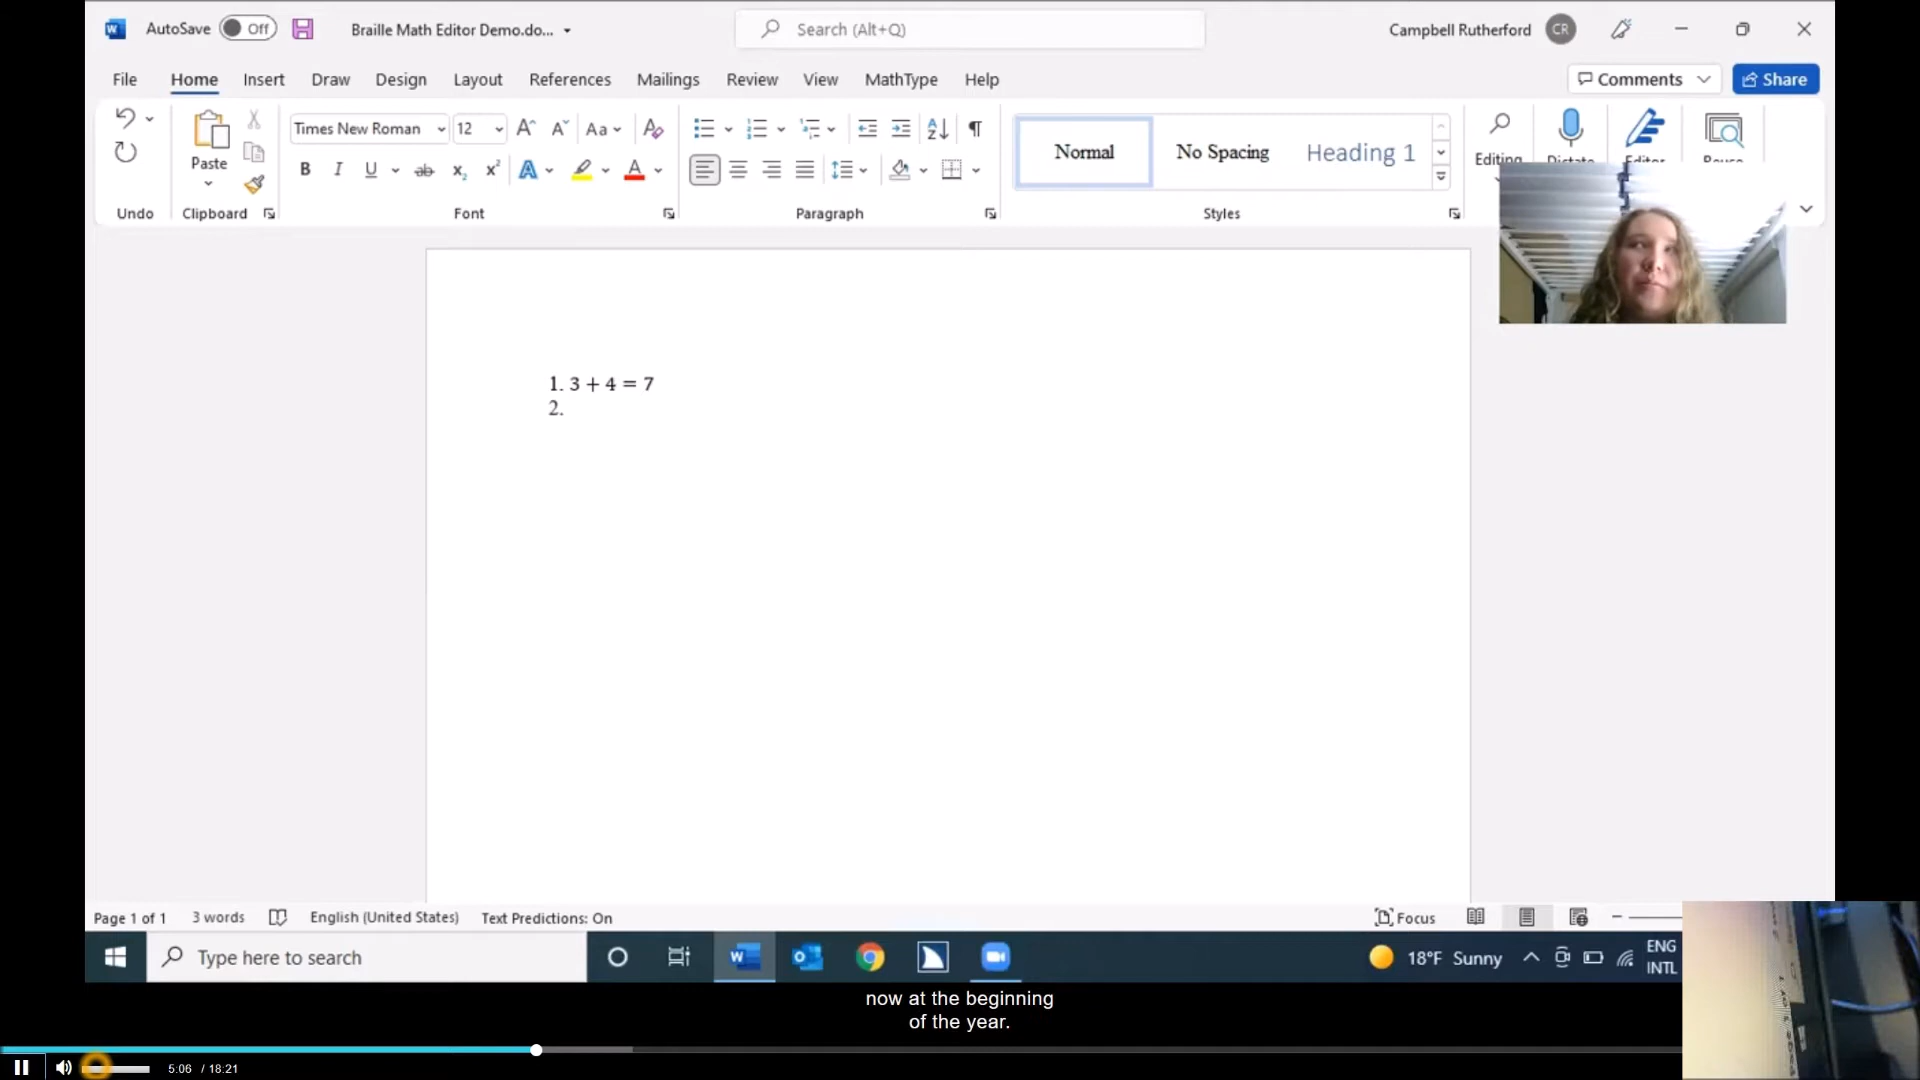 AutoSave Off Braille Math Editor Demo.do... Search (Alt+Q) Campbell Rutherford CR
File Home Insert Draw Design Layout References Mailings Review View MathType Help Comments Share
Paste Times New Roman 12 Aa Normal No Spacing Heading 1 Editing Dictate Editor
Undo Clipboard Font Paragraph Styles
1. 3 + 4 = 7
2.
Page 1 of 1 3 words English (United States) Text Predictions: On Focus
Type here to search 18°F Sunny ENG
INTL
now at the beginning
of the year.
5:06 / 18:21